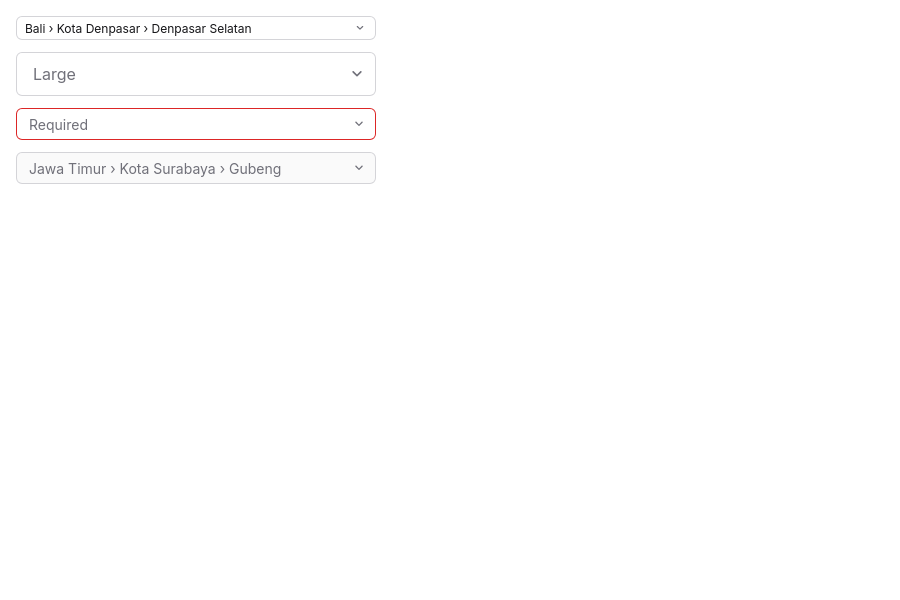 Bali › Kota Denpasar › Denpasar Selatan
Large
Required
Jawa Timur › Kota Surabaya › Gubeng